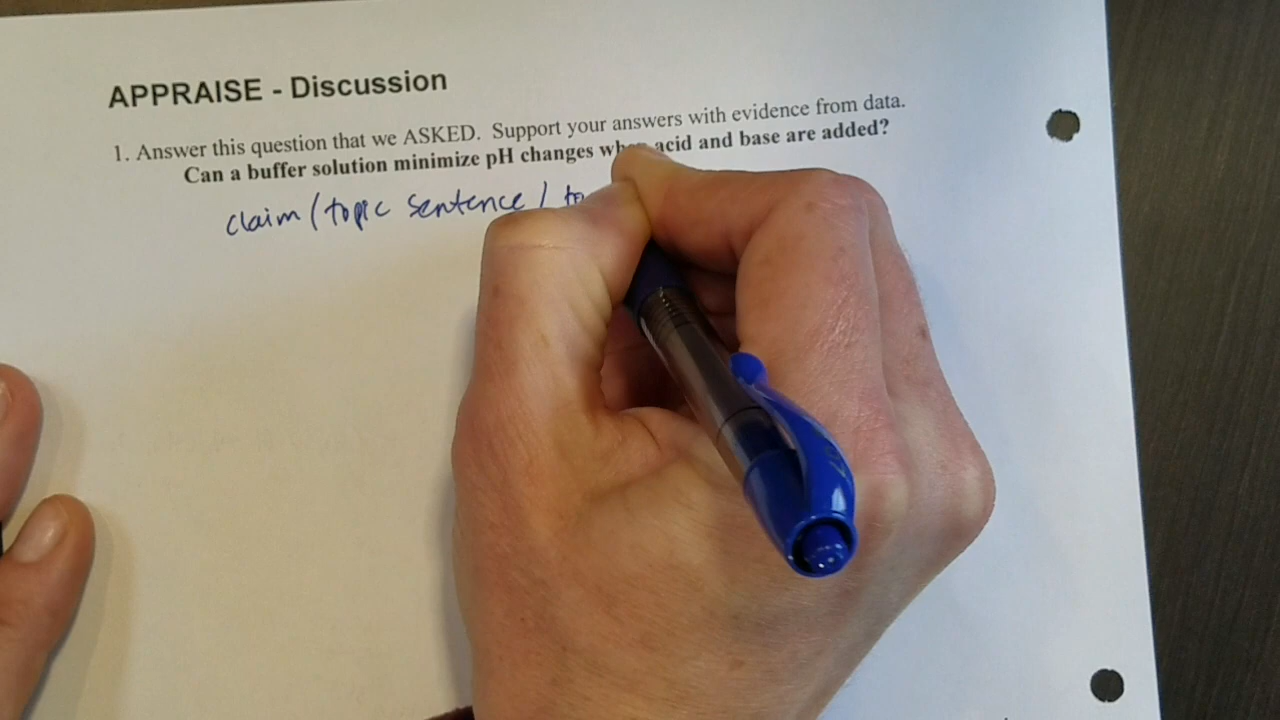 APPRAISE - Discussion
1. Answer this question that we ASKED. Support your answers with evidence from data.
Can a buffer solution minimize pH changes when acid and base are added?
claim / topic sentence /